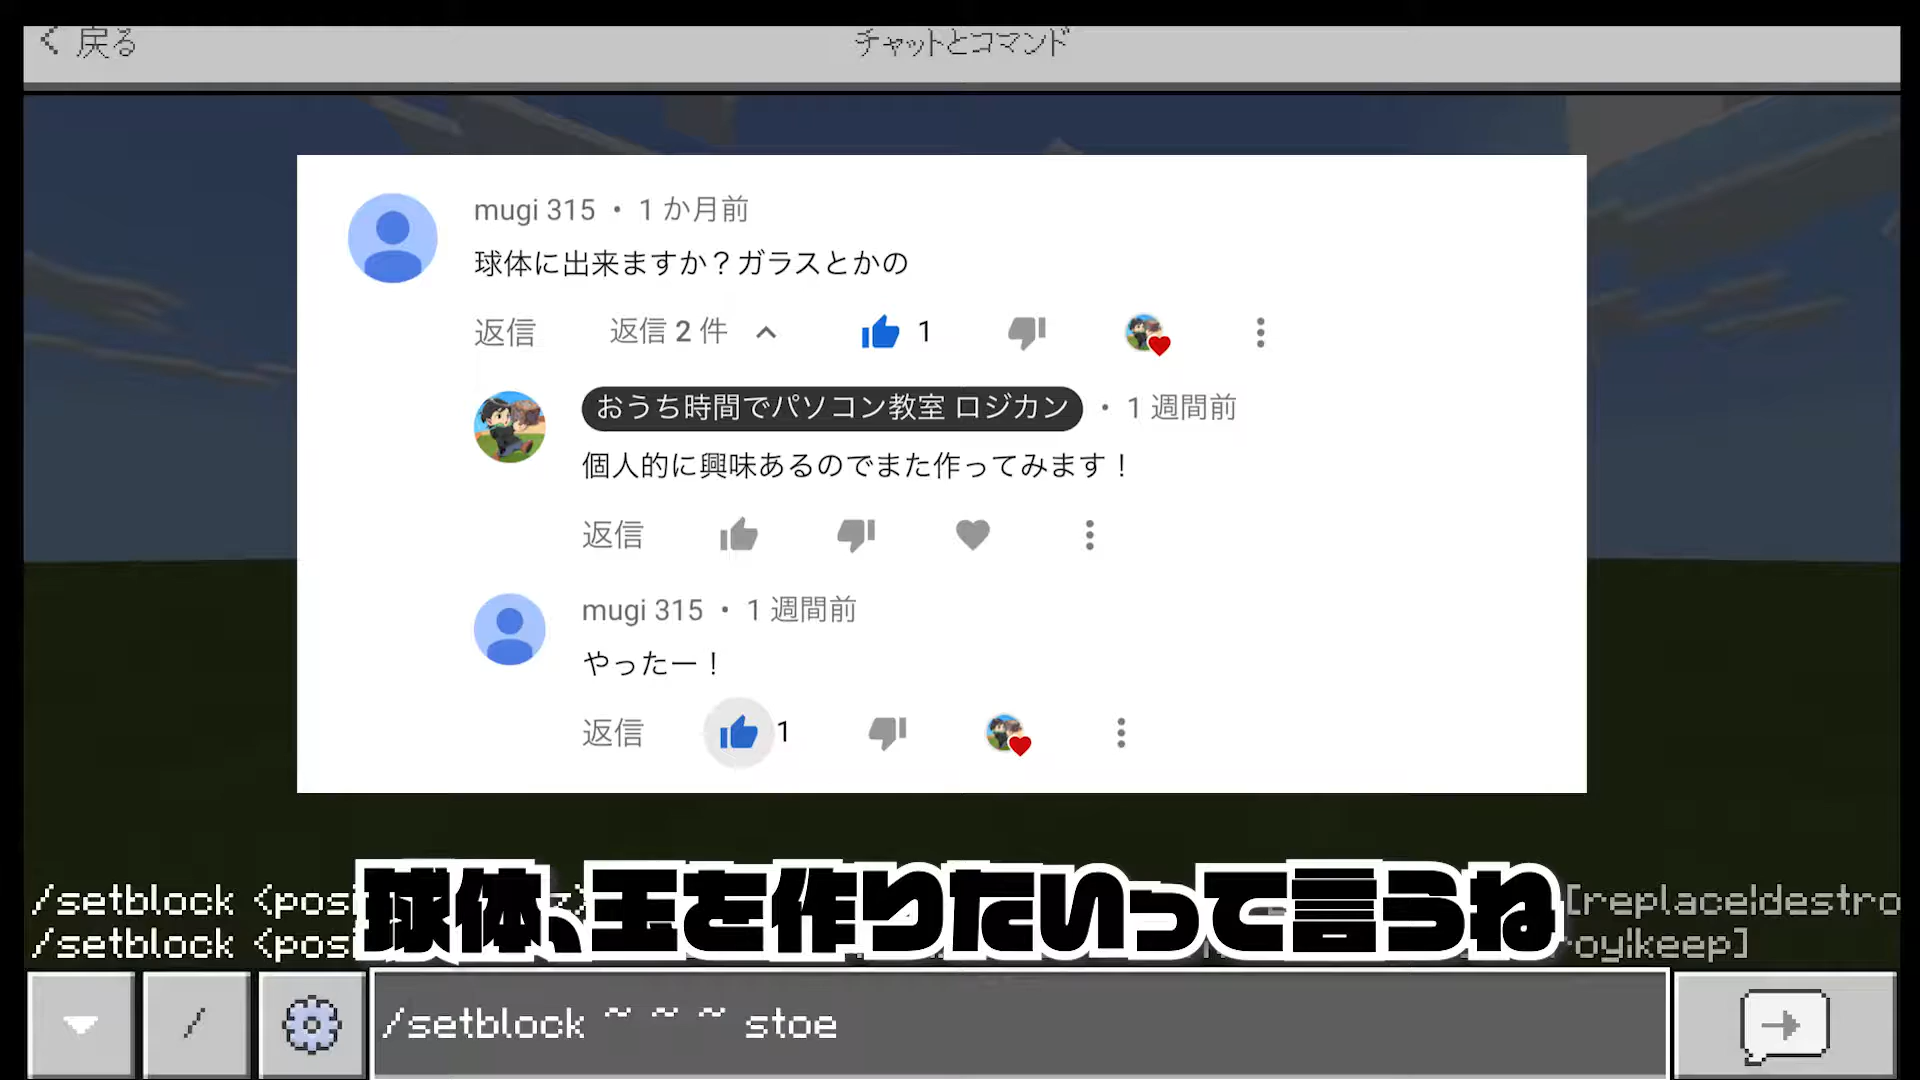 戻る
チャットとコマンド
mugi 315 • 1 か月前
球体に出来ますか？ガラスとかの
返信 返信 2 件 1
おうち時間でパソコン教室 ロジカン • 1 週間前
個人的に興味あるのでまた作ってみます！
返信
mugi 315 • 1 週間前
やったー！
返信 1
/setblock <posi [replace|destro
/setblock <pos oy|keep]
球体、玉を作りたいって言うね
/ /setblock ~ ~ ~ stoe